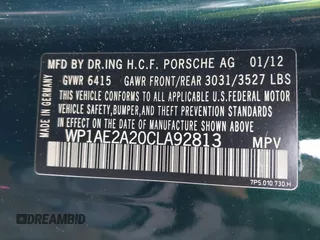 MFD BY DR.ING H.C.F. PORSCHE AG 01/12
GVWR 6415 GAWR FRONT/REAR 3031/3527 LBS
MADE IN GERMANY
THIS VEHICLE CONFORMS TO ALL APPLICABLE
U.S.FEDERAL MOTOR VEHICLE SAFETY,BUMPER, AND
THEFT PREVENTION STANDARDS IN EFFECT ON THE
DATE OF MANUFACTURE SHOWN ABOVE.
WP1AE2A20CLA92813 MPV
7P5.010.730.H
© DREAMBID